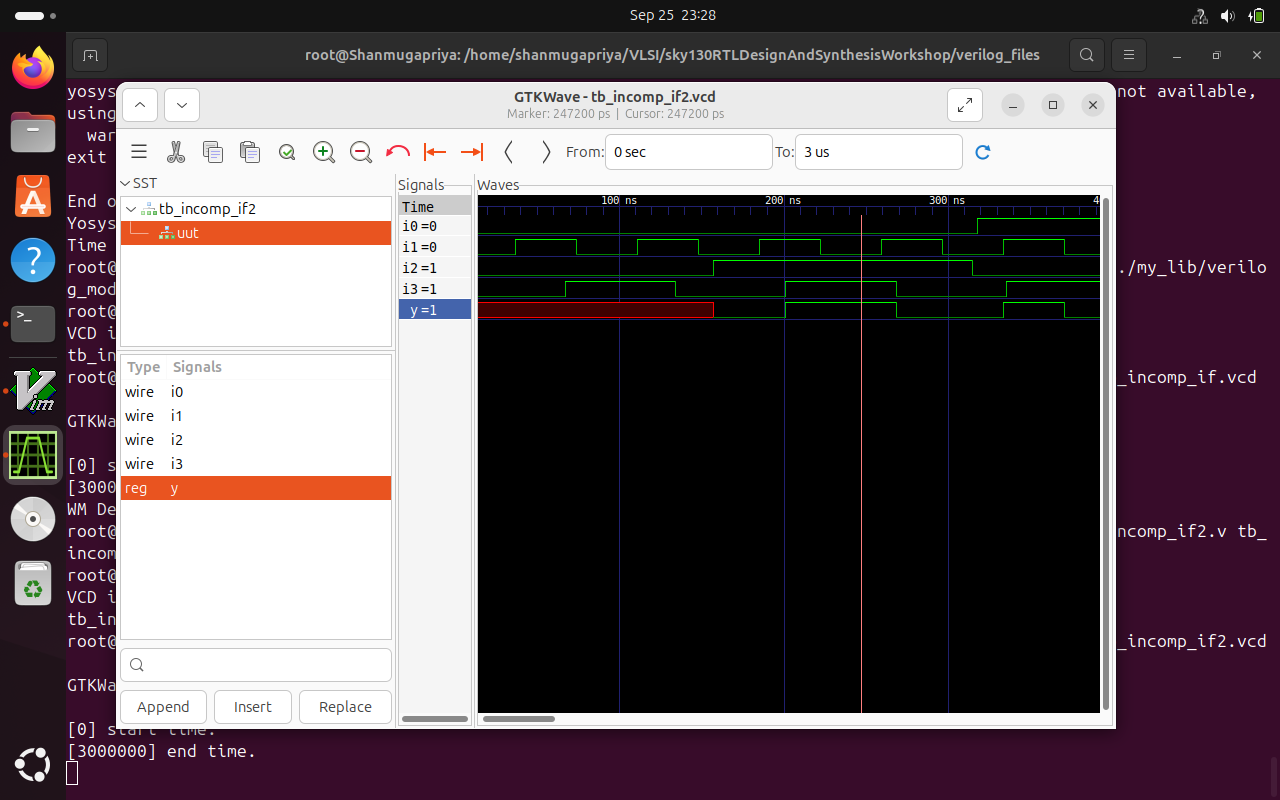 Sep 25 23:28
root@Shanmugapriya: /home/shanmugapriya/VLSI/sky130RTLDesignAndSynthesisWorkshop/verilog_files
yosys
not available,
using
war
exit
End o
Yosys
Time
root@
./my_lib/verilo
g_mod
root@
VCD i
tb_in
root@
_incomp_if.vcd
GTKWa
[0] s
[3000
WM De
root@
ncomp_if2.v tb_
incom
root@
VCD i
tb_in
root@
_incomp_if2.vcd
GTKWa
[0] start time.
[3000000] end time.
GTKWave - tb_incomp_if2.vcd
Marker: 247200 ps | Cursor: 247200 ps
From: 0 sec To: 3 us
SST
tb_incomp_if2
uut
Type Signals
wire i0
wire i1
wire i2
wire i3
reg y
Append Insert Replace
Signals
Time
i0 =0
i1 =0
i2 =1
i3 =1
y =1
Waves
100 ns 200 ns 300 ns 4
>_
Vim
?